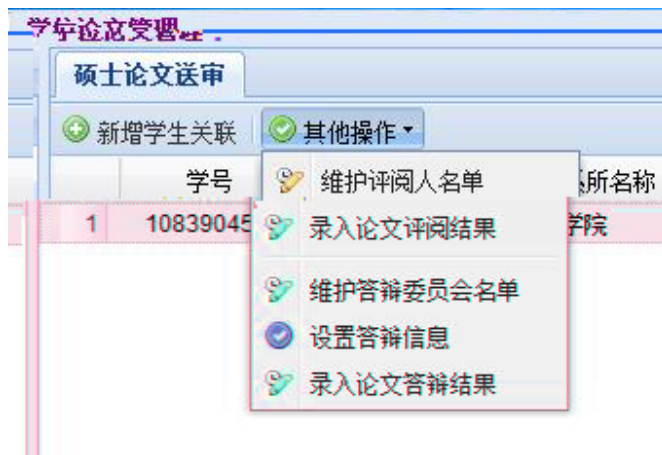 学位论文管理
硕士论文送审
新增学生关联 其他操作
学号 所名称
维护评阅人名单
1 10839045 学院
录入论文评阅结果
维护答辩委员会名单
设置答辩信息
录入论文答辩结果